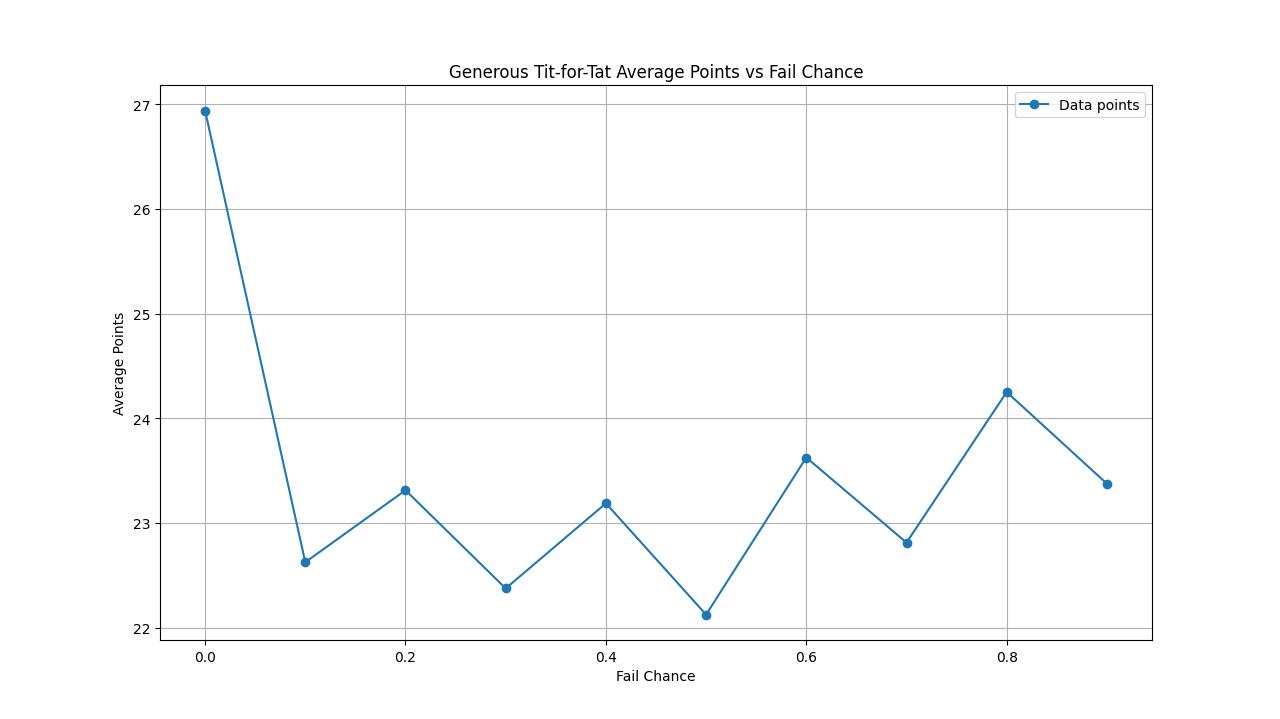 Generous Tit-for-Tat Average Points vs Fail Chance
Data points
27
26
25
24
23
22
Average Points
0.0 0.2 0.4 0.6 0.8
Fail Chance